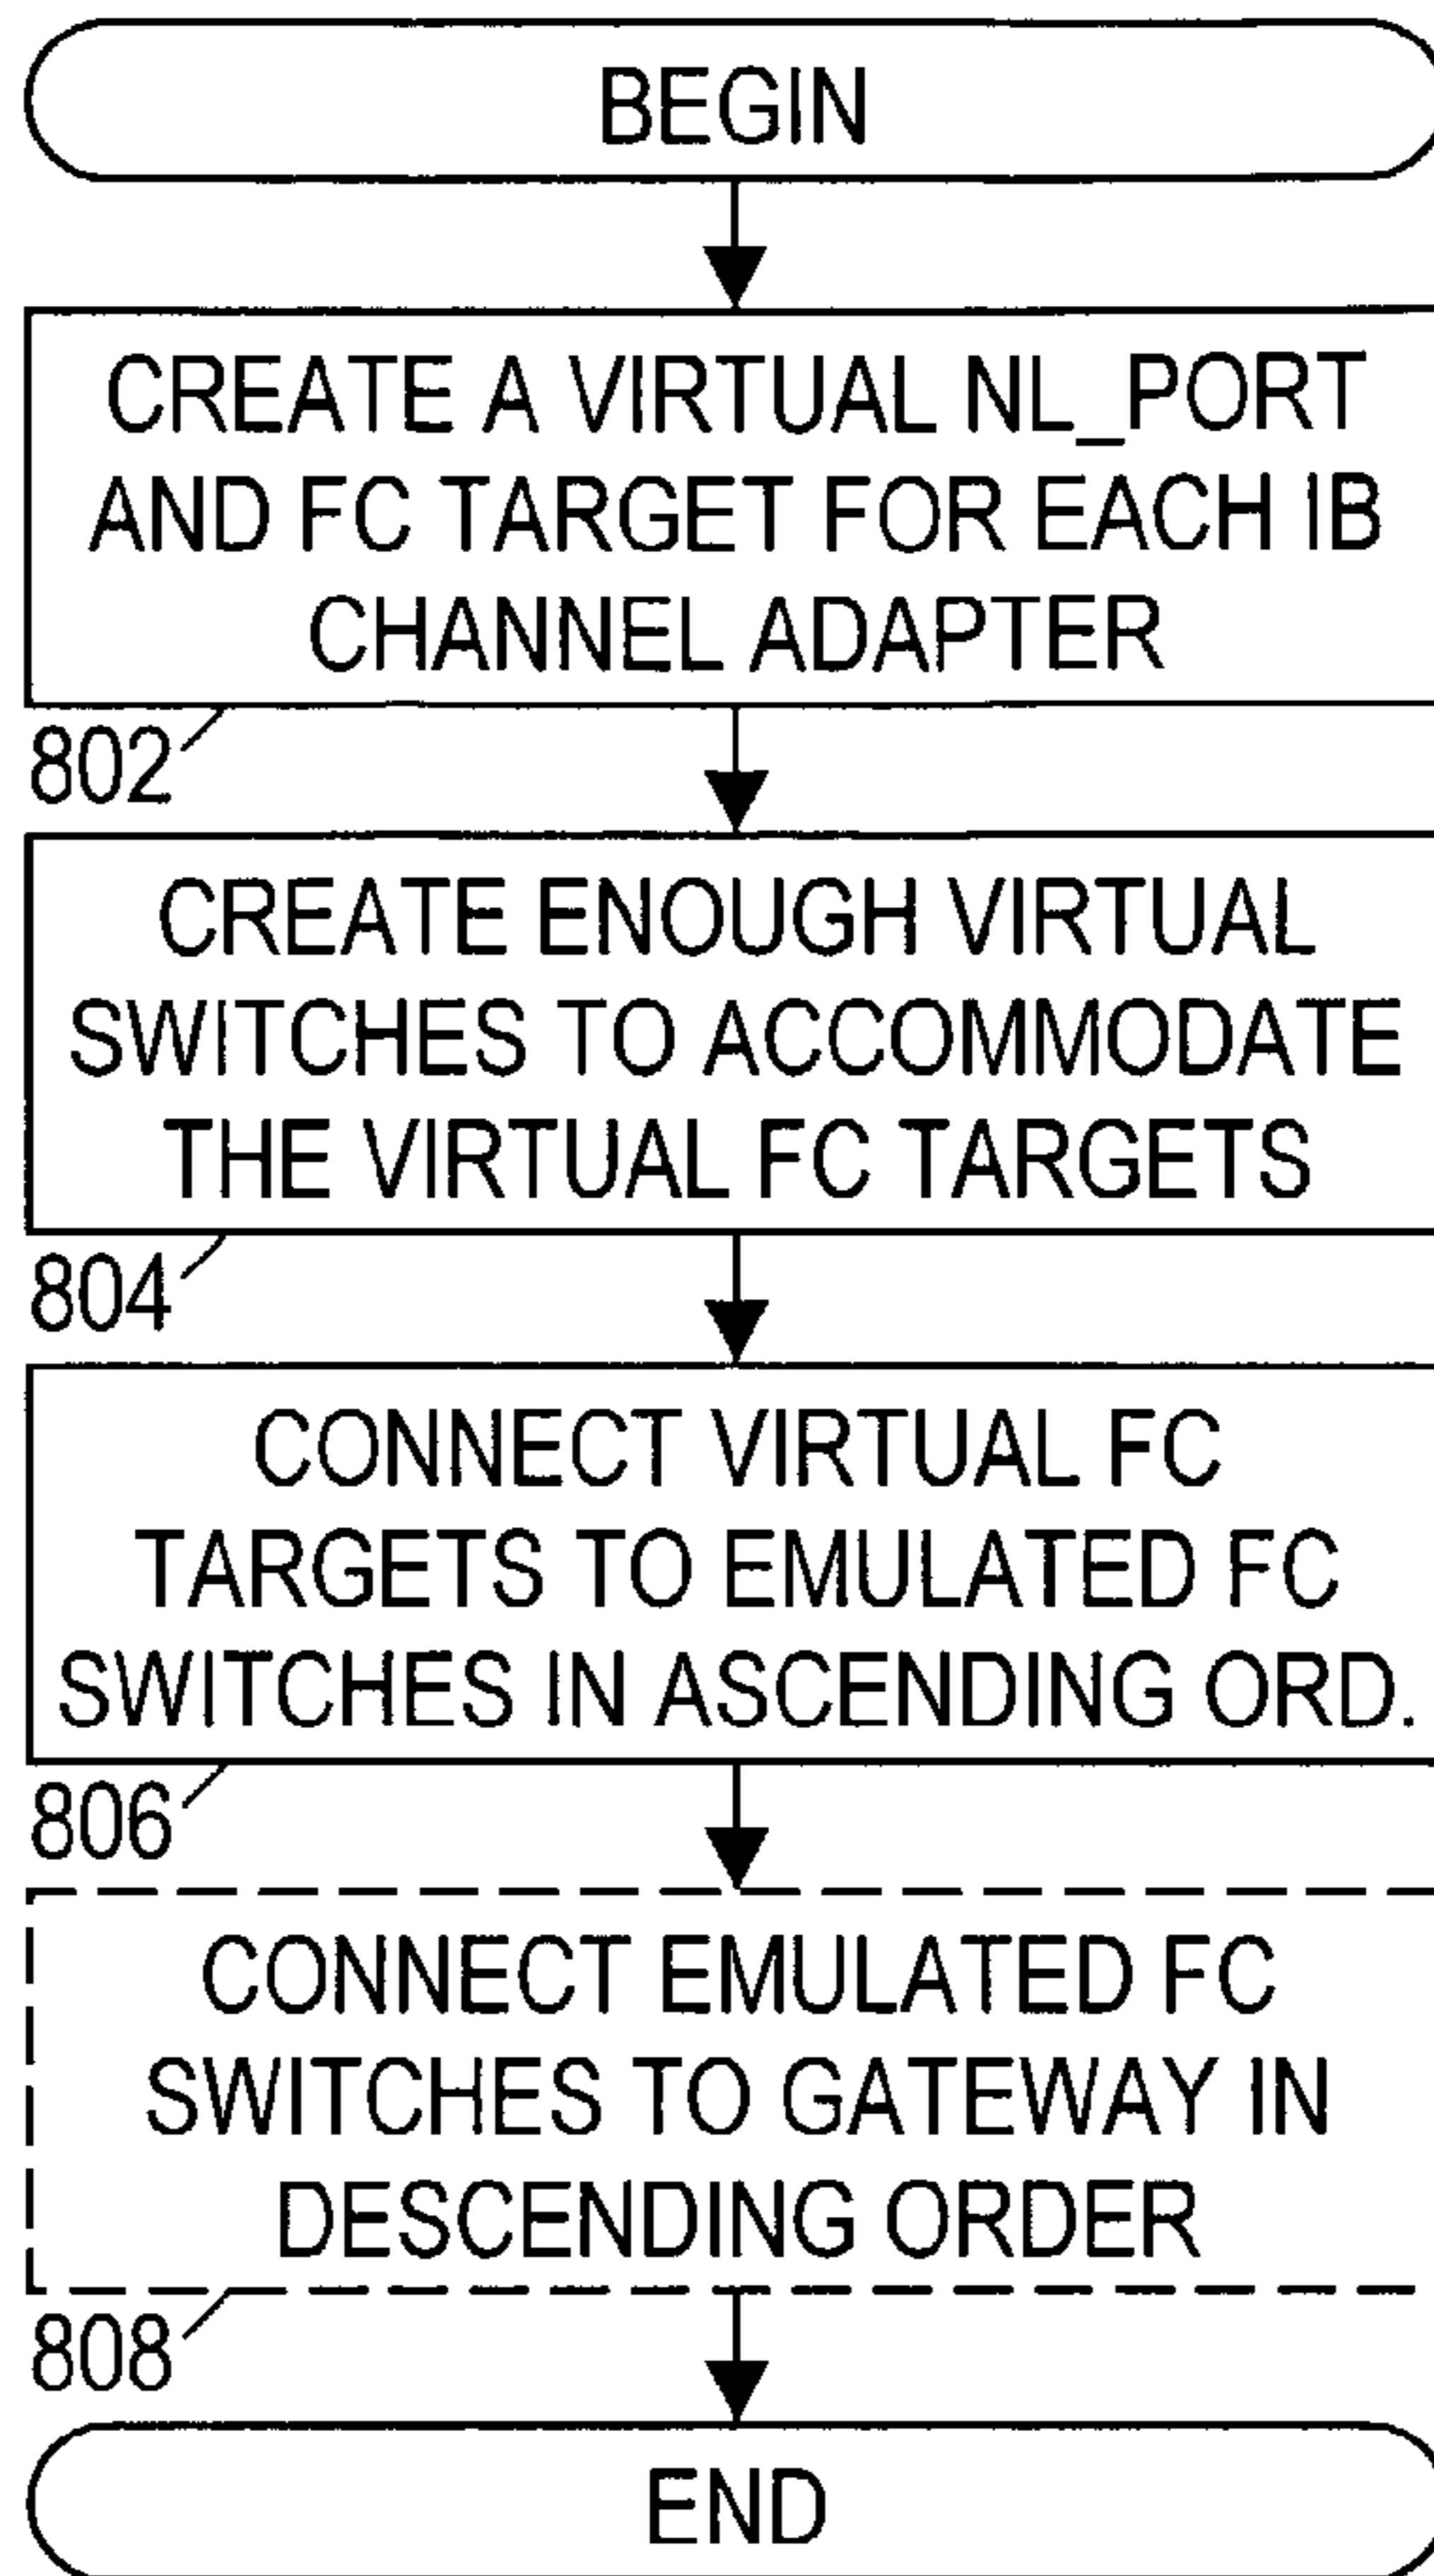 BEGIN
CREATE A VIRTUAL NL_PORT
AND FC TARGET FOR EACH IB
CHANNEL ADAPTER
802
CREATE ENOUGH VIRTUAL
SWITCHES TO ACCOMMODATE
THE VIRTUAL FC TARGETS
804
CONNECT VIRTUAL FC
TARGETS TO EMULATED FC
SWITCHES IN ASCENDING ORD.
806
CONNECT EMULATED FC
SWITCHES TO GATEWAY IN
DESCENDING ORDER
808
END